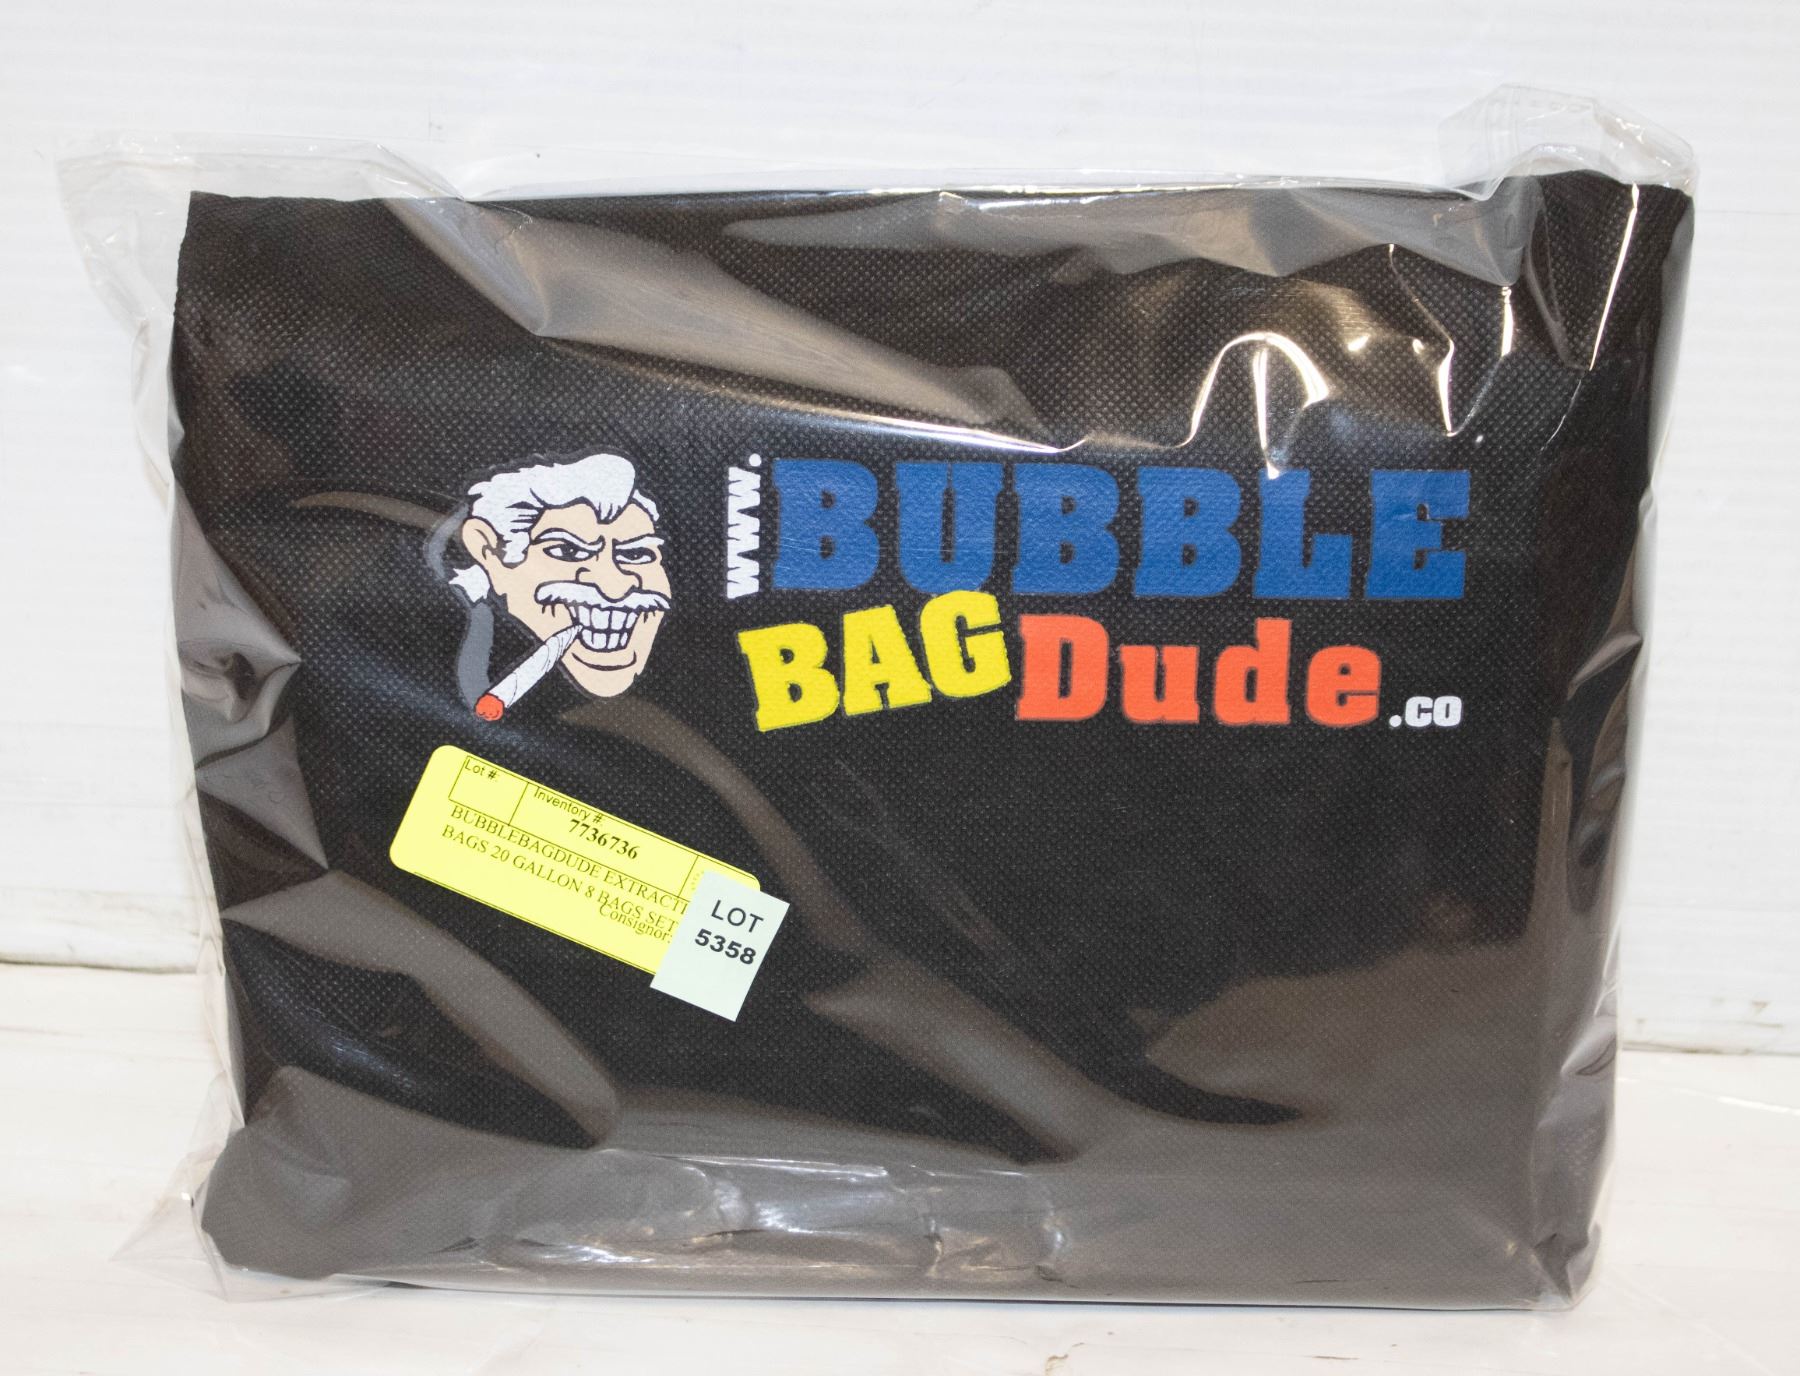 www.
BUBBLE
BAG Dude.co
Lot #:
Inventory #
7736736
BUBBLEBAGDUDE EXTRACTI
BAGS 20 GALLON 8 BAGS SET
Consignor:
LOT
5358